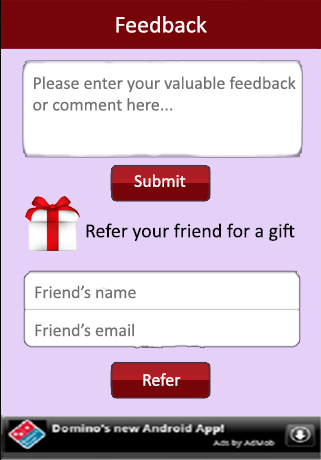 Feedback
Please enter your valuable feedback
or comment here...
Submit
Refer your friend for a gift
Friend's name
Friend's email
Refer
Domino's new Android App!
Ads by AdMob